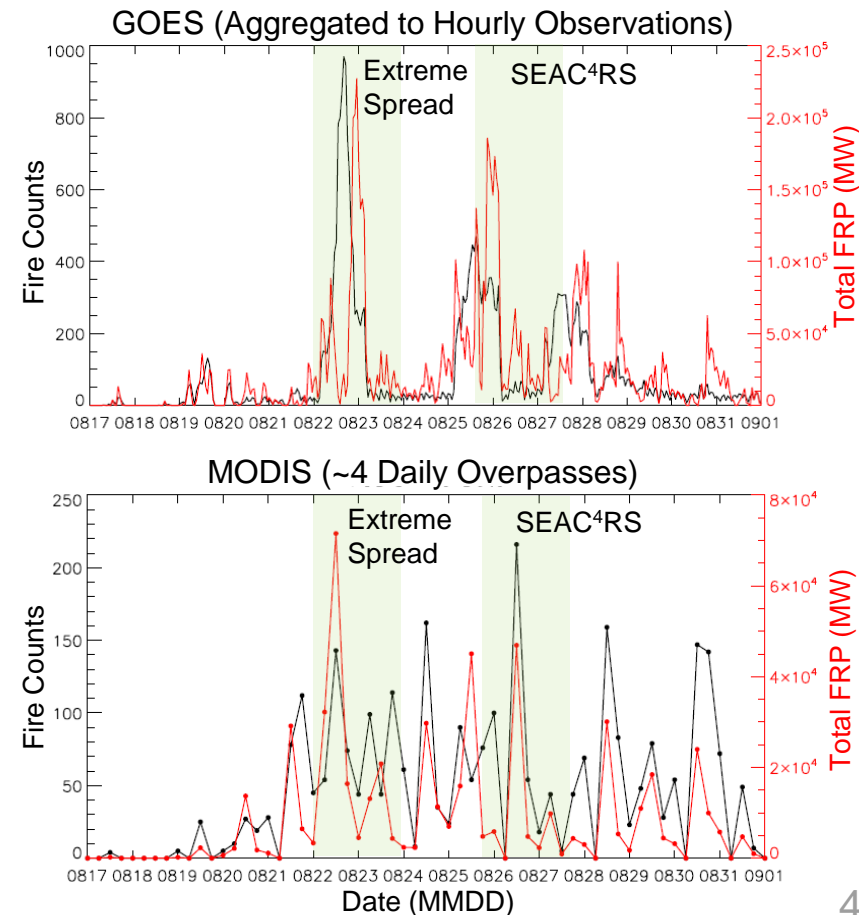 GOES (Aggregated to Hourly Observations)
1000
800
600
400
200
0
Fire Counts
Extreme
Spread
SEAC⁴RS
2.5×10⁵
2.0×10⁵
1.5×10⁵
1.0×10⁵
5.0×10⁴
0
Total FRP (MW)
0817 0818 0819 0820 0821 0822 0823 0824 0825 0826 0827 0828 0829 0830 0831 0901
MODIS (~4 Daily Overpasses)
250
200
150
100
50
0
Fire Counts
Extreme
Spread
SEAC⁴RS
8×10⁴
6×10⁴
4×10⁴
2×10⁴
0
Total FRP (MW)
0817 0818 0819 0820 0821 0822 0823 0824 0825 0826 0827 0828 0829 0830 0831 0901
Date (MMDD)
4